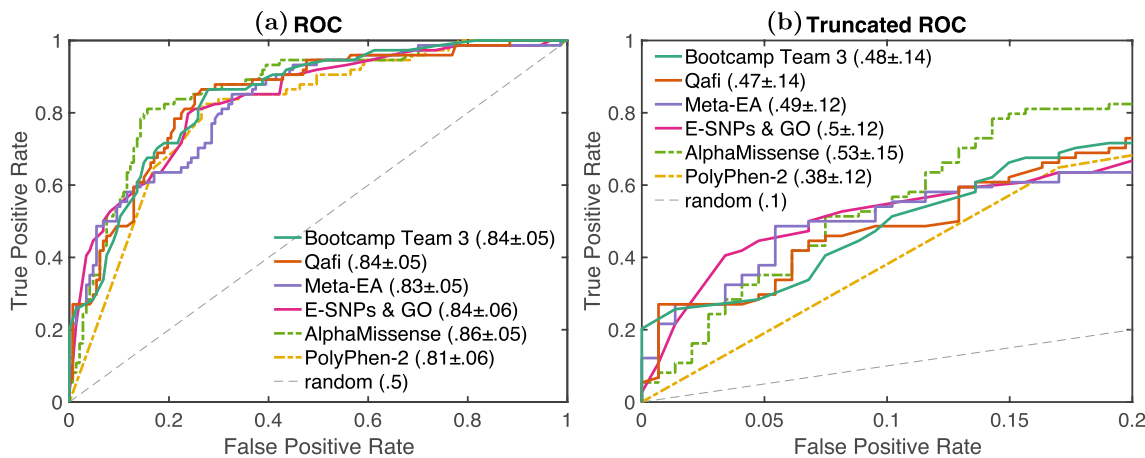 (a) ROC
True Positive Rate
1
0.8
0.6
0.4
0.2
0
Bootcamp Team 3 (.84±.05)
Qafi (.84±.05)
Meta-EA (.83±.05)
E-SNPs & GO (.84±.06)
AlphaMissense (.86±.05)
PolyPhen-2 (.81±.06)
random (.5)
0 0.2 0.4 0.6 0.8 1
False Positive Rate
(b) Truncated ROC
True Positive Rate
1
0.8
0.6
0.4
0.2
0
Bootcamp Team 3 (.48±.14)
Qafi (.47±.14)
Meta-EA (.49±.12)
E-SNPs & GO (.5±.12)
AlphaMissense (.53±.15)
PolyPhen-2 (.38±.12)
random (.1)
0 0.05 0.1 0.15 0.2
False Positive Rate